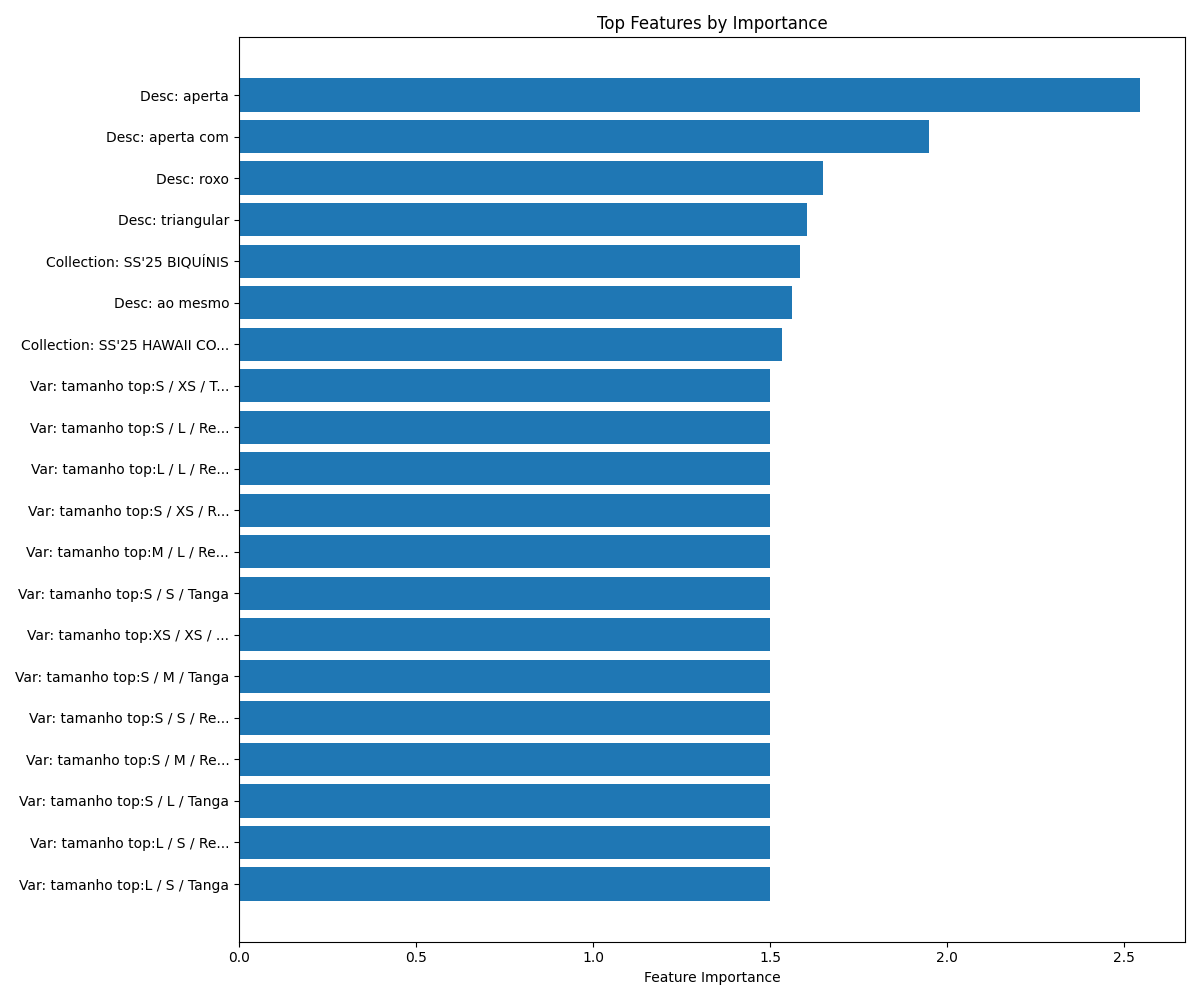 Top Features by Importance
Desc: aperta
Desc: aperta com
Desc: roxo
Desc: triangular
Collection: SS'25 BIQUÍNIS
Desc: ao mesmo
Collection: SS'25 HAWAII CO...
Var: tamanho top:S / XS / T...
Var: tamanho top:S / L / Re...
Var: tamanho top:L / L / Re...
Var: tamanho top:S / XS / R...
Var: tamanho top:M / L / Re...
Var: tamanho top:S / S / Tanga
Var: tamanho top:XS / XS / ...
Var: tamanho top:S / M / Tanga
Var: tamanho top:S / S / Re...
Var: tamanho top:S / M / Re...
Var: tamanho top:S / L / Tanga
Var: tamanho top:L / S / Re...
Var: tamanho top:L / S / Tanga
0.0 0.5 1.0 1.5 2.0 2.5
Feature Importance